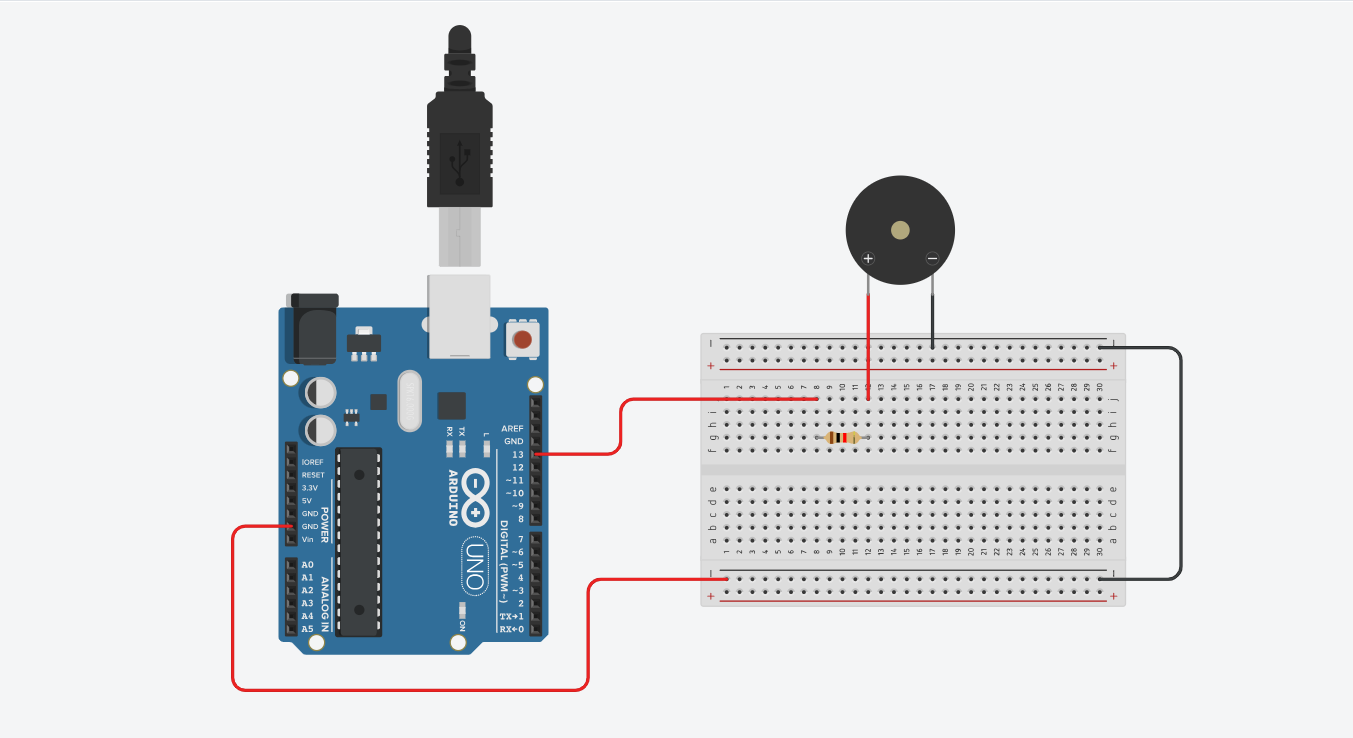 + −
− −
+ +
1 2 3 4 5 6 7 8 9 10 11 12 13 14 15 16 17 18 19 20 21 22 23 24 25 26 27 28 29 30
j j
i i
h h
g g
f f
e e
d d
c c
b b
a a
1 2 3 4 5 6 7 8 9 10 11 12 13 14 15 16 17 18 19 20 21 22 23 24 25 26 27 28 29 30
− −
+ +
AREF
GND
13
12
~11
~10
~9
8
7
~6
~5
4
~3
2
TX→1
RX←0
DIGITAL (PWM~)
RX
TX
L
ARDUINO
− +
UNO
ON
IOREF
RESET
3.3V
5V
GND
GND
Vin
POWER
A0
A1
A2
A3
A4
A5
ANALOG IN